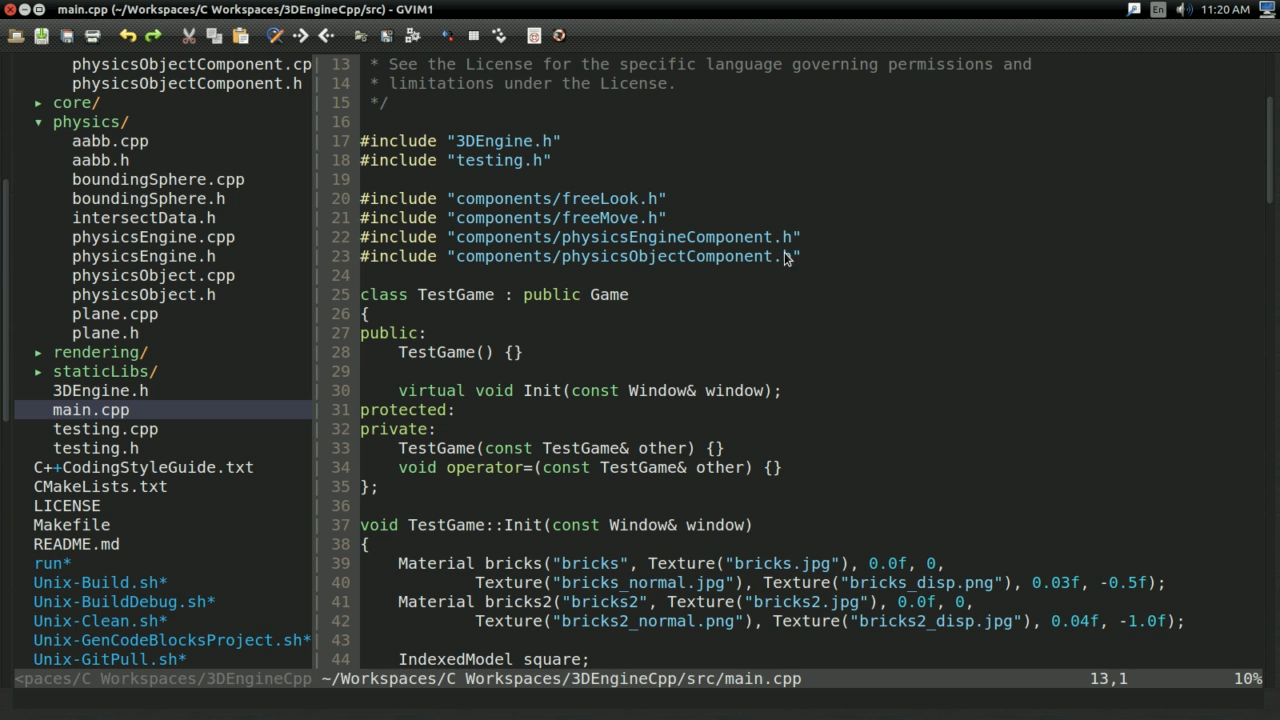 main.cpp (~/Workspaces/C Workspaces/3DEngineCpp/src) - GVIM1
En
11:20 AM
physicsObjectComponent.cp
physicsObjectComponent.h
▸ core/
▾ physics/
aabb.cpp
aabb.h
boundingSphere.cpp
boundingSphere.h
intersectData.h
physicsEngine.cpp
physicsEngine.h
physicsObject.cpp
physicsObject.h
plane.cpp
plane.h
▸ rendering/
▸ staticLibs/
3DEngine.h
main.cpp
testing.cpp
testing.h
C++CodingStyleGuide.txt
CMakeLists.txt
LICENSE
Makefile
README.md
run*
Unix-Build.sh*
Unix-BuildDebug.sh*
Unix-Clean.sh*
Unix-GenCodeBlocksProject.sh*
Unix-GitPull.sh*
13  * See the License for the specific language governing permissions and
14  * limitations under the License.
15  */
16
17 #include "3DEngine.h"
18 #include "testing.h"
19
20 #include "components/freeLook.h"
21 #include "components/freeMove.h"
22 #include "components/physicsEngineComponent.h"
23 #include "components/physicsObjectComponent.h"
24
25 class TestGame : public Game
26 {
27 public:
28     TestGame() {}
29
30     virtual void Init(const Window& window);
31 protected:
32 private:
33     TestGame(const TestGame& other) {}
34     void operator=(const TestGame& other) {}
35 };
36
37 void TestGame::Init(const Window& window)
38 {
39     Material bricks("bricks", Texture("bricks.jpg"), 0.0f, 0,
40             Texture("bricks_normal.jpg"), Texture("bricks_disp.png"), 0.03f, -0.5f);
41     Material bricks2("bricks2", Texture("bricks2.jpg"), 0.0f, 0,
42             Texture("bricks2_normal.png"), Texture("bricks2_disp.jpg"), 0.04f, -1.0f);
43
44     IndexedModel square;
<paces/C Workspaces/3DEngineCpp ~/Workspaces/C Workspaces/3DEngineCpp/src/main.cpp 13,1 10%